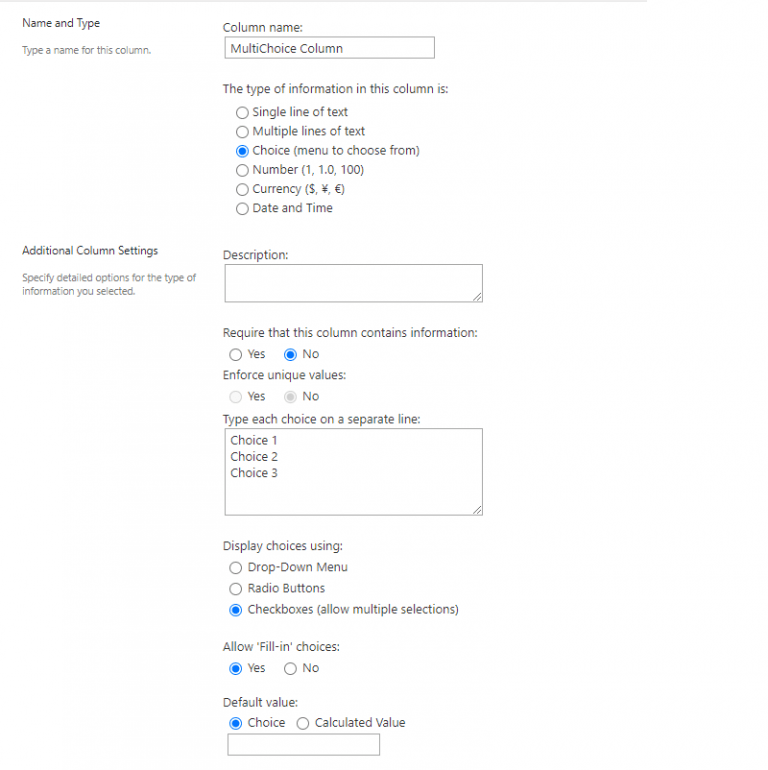 Name and Type
Type a name for this column.
Column name:
MultiChoice Column
The type of information in this column is:
Single line of text
Multiple lines of text
Choice (menu to choose from)
Number (1, 1.0, 100)
Currency ($, ¥, €)
Date and Time
Additional Column Settings
Specify detailed options for the type of
information you selected.
Description:
Require that this column contains information:
Yes No
Enforce unique values:
Yes No
Type each choice on a separate line:
Choice 1
Choice 2
Choice 3
Display choices using:
Drop-Down Menu
Radio Buttons
Checkboxes (allow multiple selections)
Allow 'Fill-in' choices:
Yes No
Default value:
Choice Calculated Value